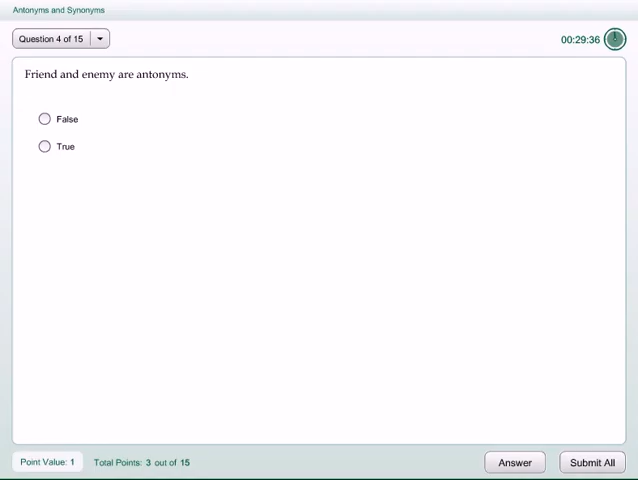 Antonyms and Synonyms
Question 4 of 15
00:29:36
Friend and enemy are antonyms.
False
True
Point Value: 1
Total Points: 3 out of 15
Answer
Submit All